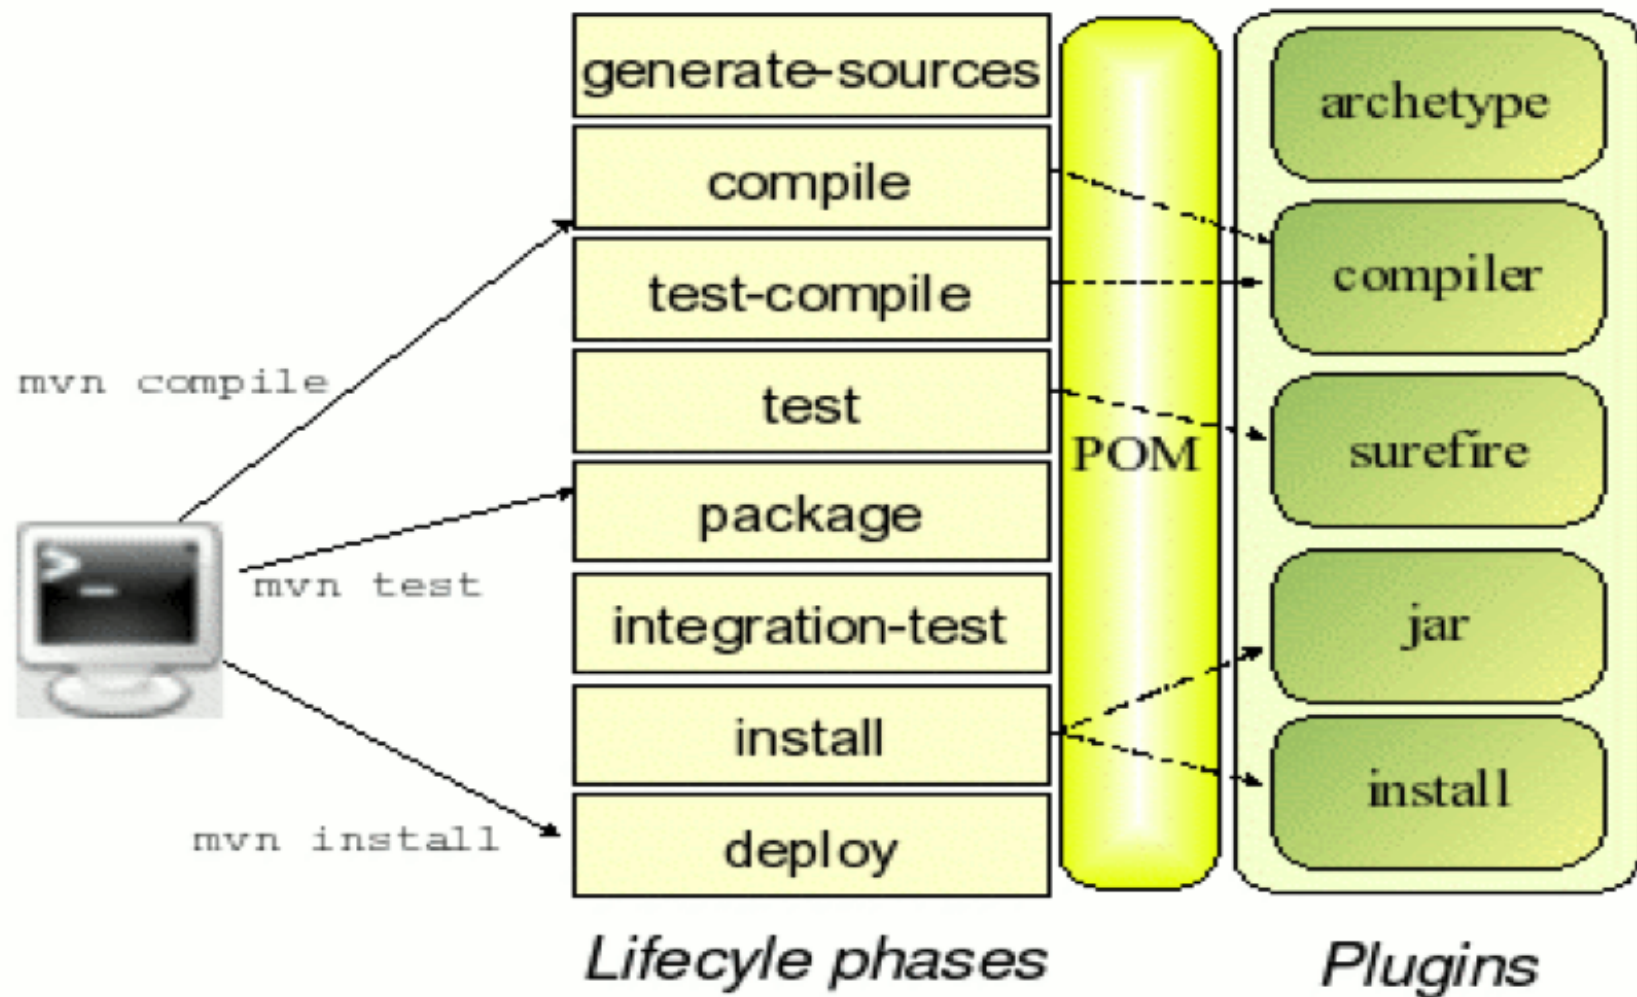 generate-sources
compile
test-compile
test
package
integration-test
install
deploy
mvn compile
mvn test
mvn install
POM
archetype
compiler
surefire
jar
install
Lifecyle phases
Plugins
>_